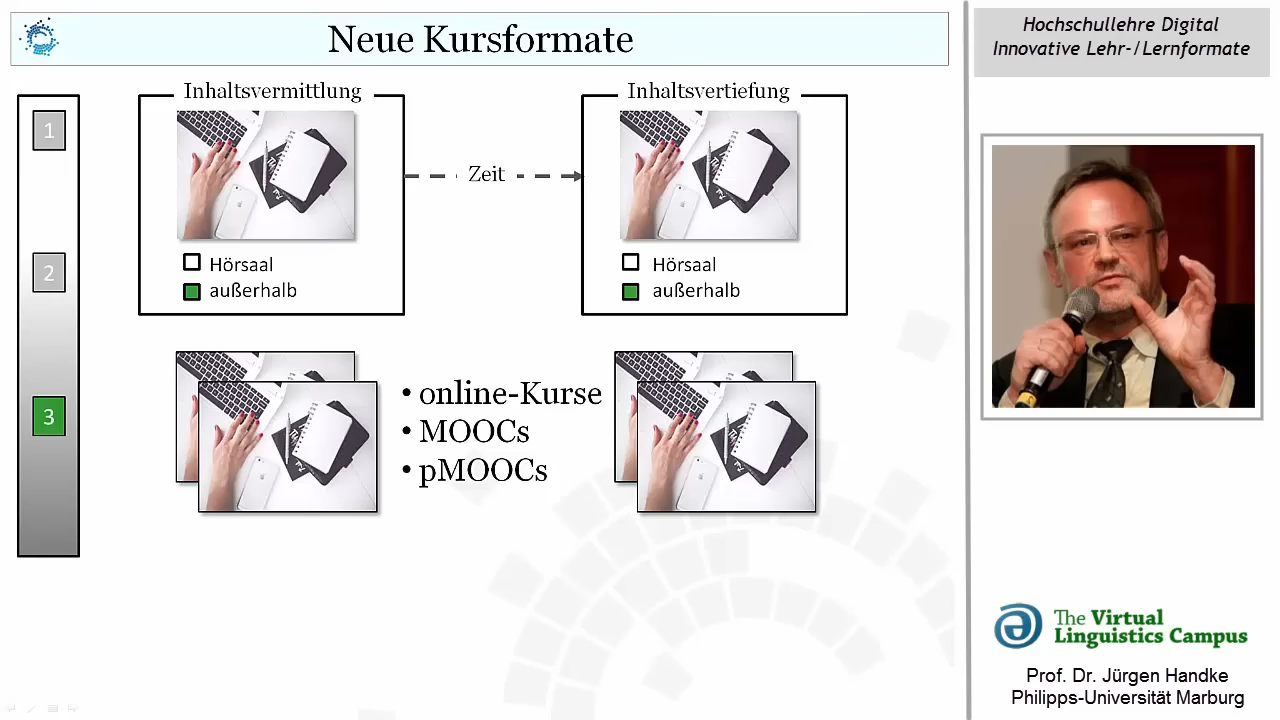 Neue Kursformate
1
2
3
Inhaltsvermittlung
Hörsaal
außerhalb
Zeit
Inhaltsvertiefung
Hörsaal
außerhalb
• online-Kurse
• MOOCs
• pMOOCs
Hochschullehre Digital
Innovative Lehr-/Lernformate
The Virtual
Linguistics Campus
Prof. Dr. Jürgen Handke
Philipps-Universität Marburg